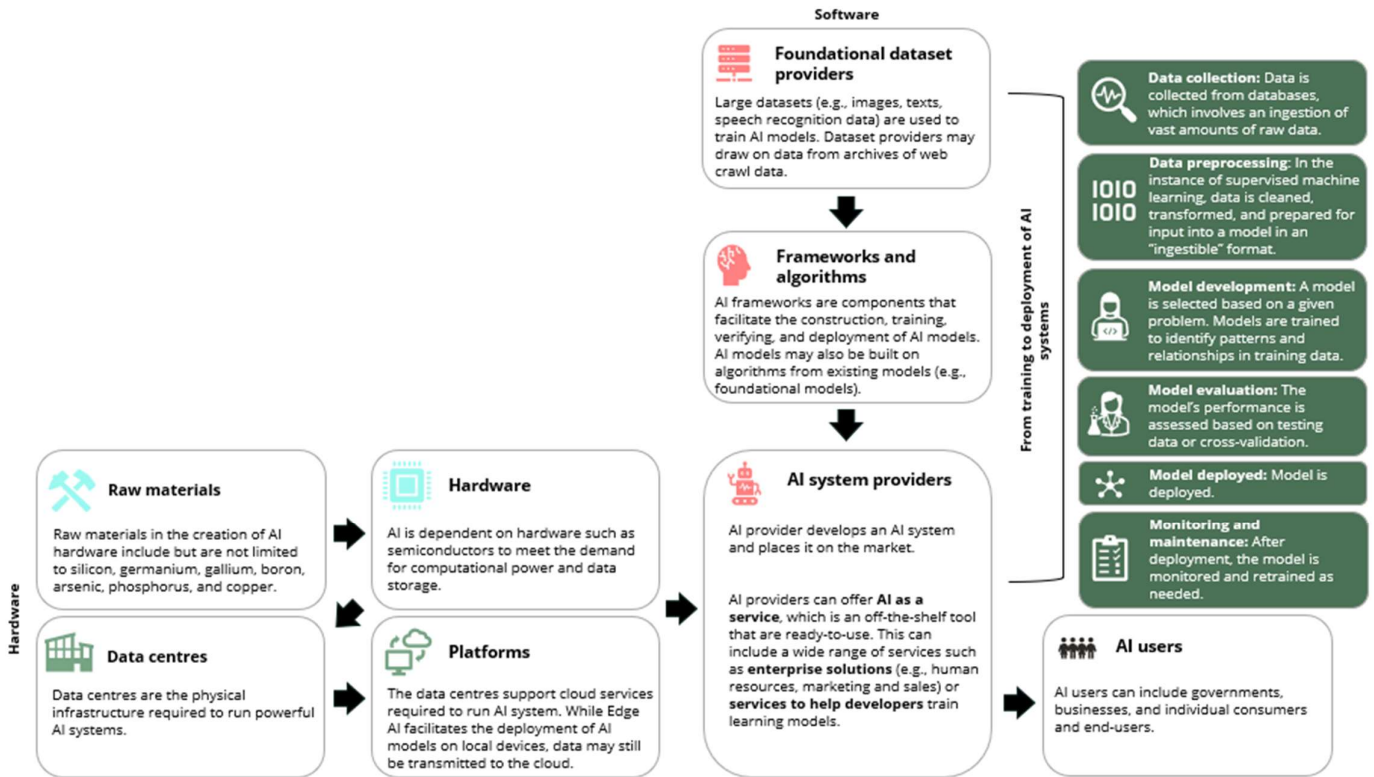 Software
Foundational dataset
providers
Large datasets (e.g., images, texts,
speech recognition data) are used to
train AI models. Dataset providers may
draw on data from archives of web
crawl data.
Frameworks and
algorithms
AI frameworks are components that
facilitate the construction, training,
verifying, and deployment of AI models.
AI models may also be built on
algorithms from existing models (e.g.,
foundational models).
From training to deployment of AI
systems
Data collection: Data is
collected from databases,
which involves an ingestion of
vast amounts of raw data.
IOIO
IOIO
Data preprocessing: In the
instance of supervised machine
learning, data is cleaned,
transformed, and prepared for
input into a model in an
"ingestible" format.
Model development: A model
is selected based on a given
problem. Models are trained
to identify patterns and
relationships in training data.
Model evaluation: The
model's performance is
assessed based on testing
data or cross-validation.
Model deployed: Model is
deployed.
Monitoring and
maintenance: After
deployment, the model is
monitored and retrained as
needed.
Hardware
Raw materials
Raw materials in the creation of AI
hardware include but are not limited
to silicon, germanium, gallium, boron,
arsenic, phosphorus, and copper.
Hardware
AI is dependent on hardware such as
semiconductors to meet the demand
for computational power and data
storage.
Data centres
Data centres are the physical
infrastructure required to run powerful
AI systems.
Platforms
The data centres support cloud services
required to run AI system. While Edge
AI facilitates the deployment of AI
models on local devices, data may still
be transmitted to the cloud.
AI system providers
AI provider develops an AI system
and places it on the market.
AI providers can offer AI as a
service, which is an off-the-shelf tool
that are ready-to-use. This can
include a wide range of services such
as enterprise solutions (e.g., human
resources, marketing and sales) or
services to help developers train
learning models.
AI users
AI users can include governments,
businesses, and individual consumers
and end-users.